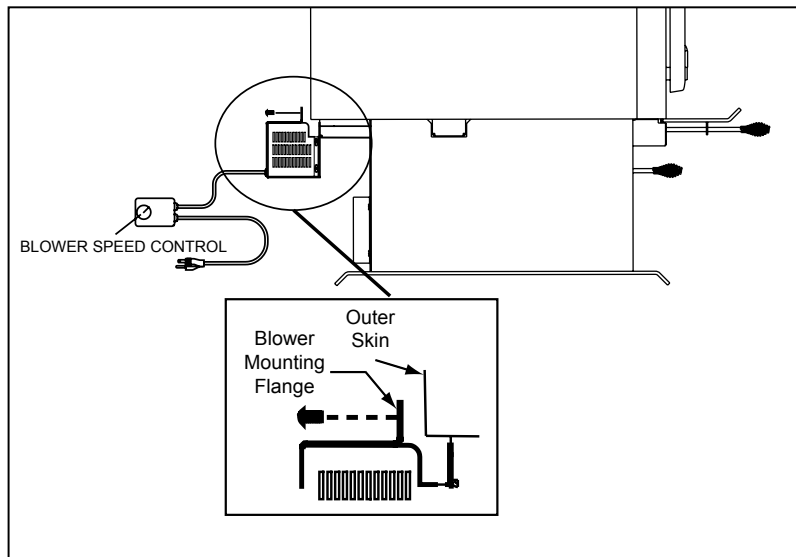 BLOWER SPEED CONTROL
Outer
Skin
Blower
Mounting
Flange